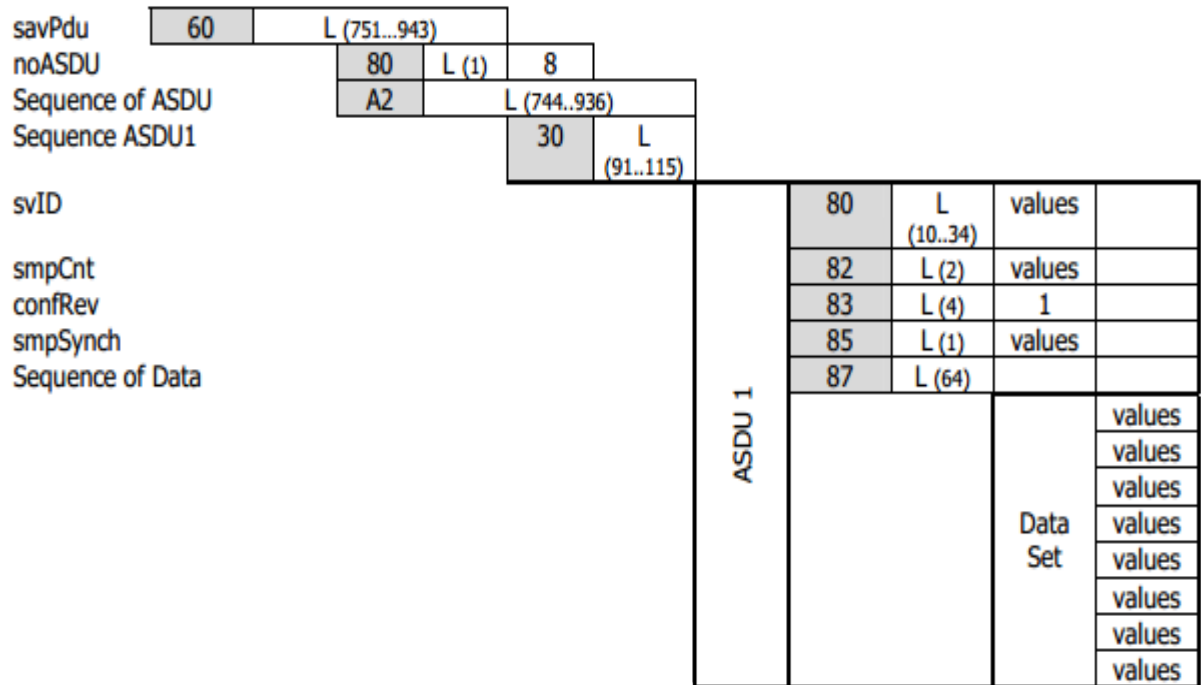 savPdu 60 L (751...943)
noASDU 80 L (1) 8
Sequence of ASDU A2 L (744..936)
Sequence ASDU1 30 L
(91..115)
svID 80 L values
(10..34)
smpCnt 82 L (2) values
confRev 83 L (4) 1
smpSynch 85 L (1) values
Sequence of Data 87 L (64)
ASDU 1
Data
Set
values
values
values
values
values
values
values
values